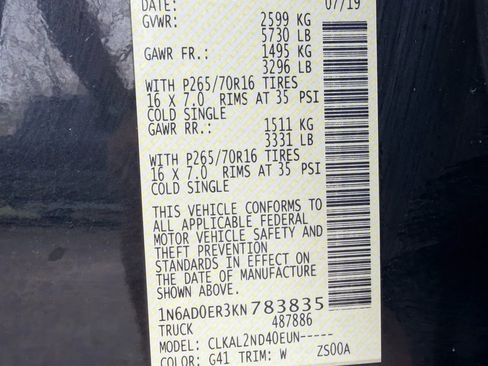 DATE: 07/19
GVWR: 2599 KG
5730 LB
GAWR FR.: 1495 KG
3296 LB
WITH P265/70R16 TIRES
16 X 7.0 RIMS AT 35 PSI
COLD SINGLE
GAWR RR.: 1511 KG
3331 LB
WITH P265/70R16 TIRES
16 X 7.0 RIMS AT 35 PSI
COLD SINGLE
THIS VEHICLE CONFORMS TO
ALL APPLICABLE FEDERAL
MOTOR VEHICLE SAFETY AND
THEFT PREVENTION
STANDARDS IN EFFECT ON
THE DATE OF MANUFACTURE
SHOWN ABOVE.
1N6AD0ER3KN783835
TRUCK 487886
MODEL: CLKAL2ND40EUN-----
COLOR: G41 TRIM: W ZS00A